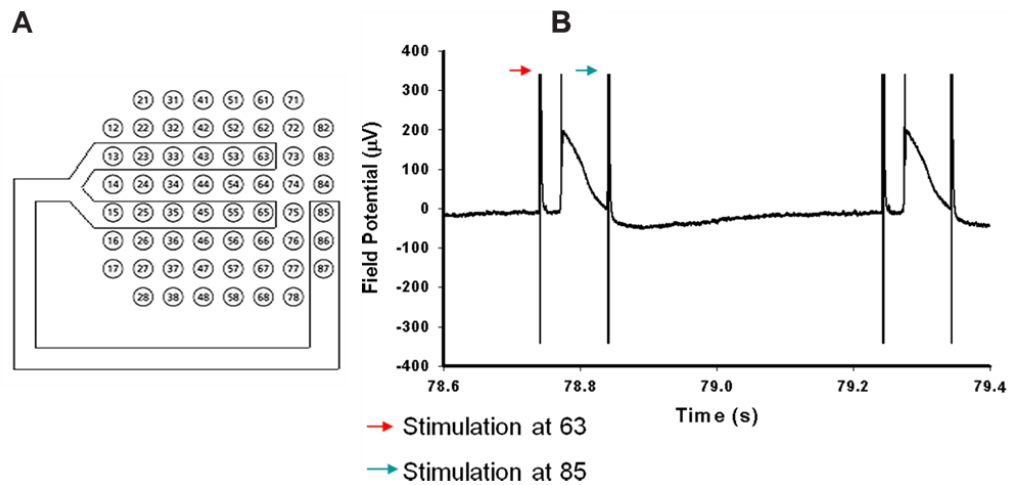 A
21 31 41 51 61 71
12 22 32 42 52 62 72 82
13 23 33 43 53 63 73 83
14 24 34 44 54 64 74 84
15 25 35 45 55 65 75 85
16 26 36 46 56 66 76 86
17 27 37 47 57 67 77 87
28 38 48 58 68 78
B
Field Potential (µV)
400
300
200
100
0
-100
-200
-300
-400
78.6 78.8 79.0 79.2 79.4
Time (s)
Stimulation at 63
Stimulation at 85